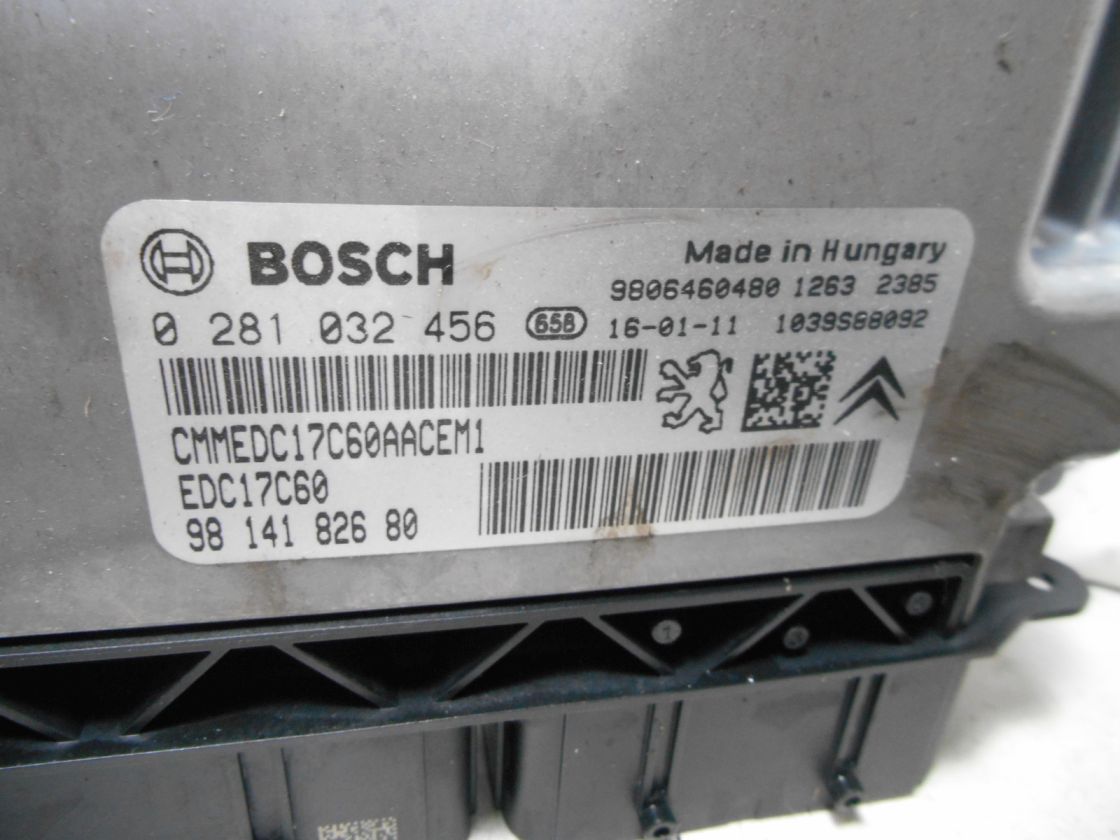 BOSCH
Made in Hungary
9806460480 1263 2385
0 281 032 456 658 16-01-11 1039S88092
CMMEDC17C60AACEM1
EDC17C60
98 141 826 80